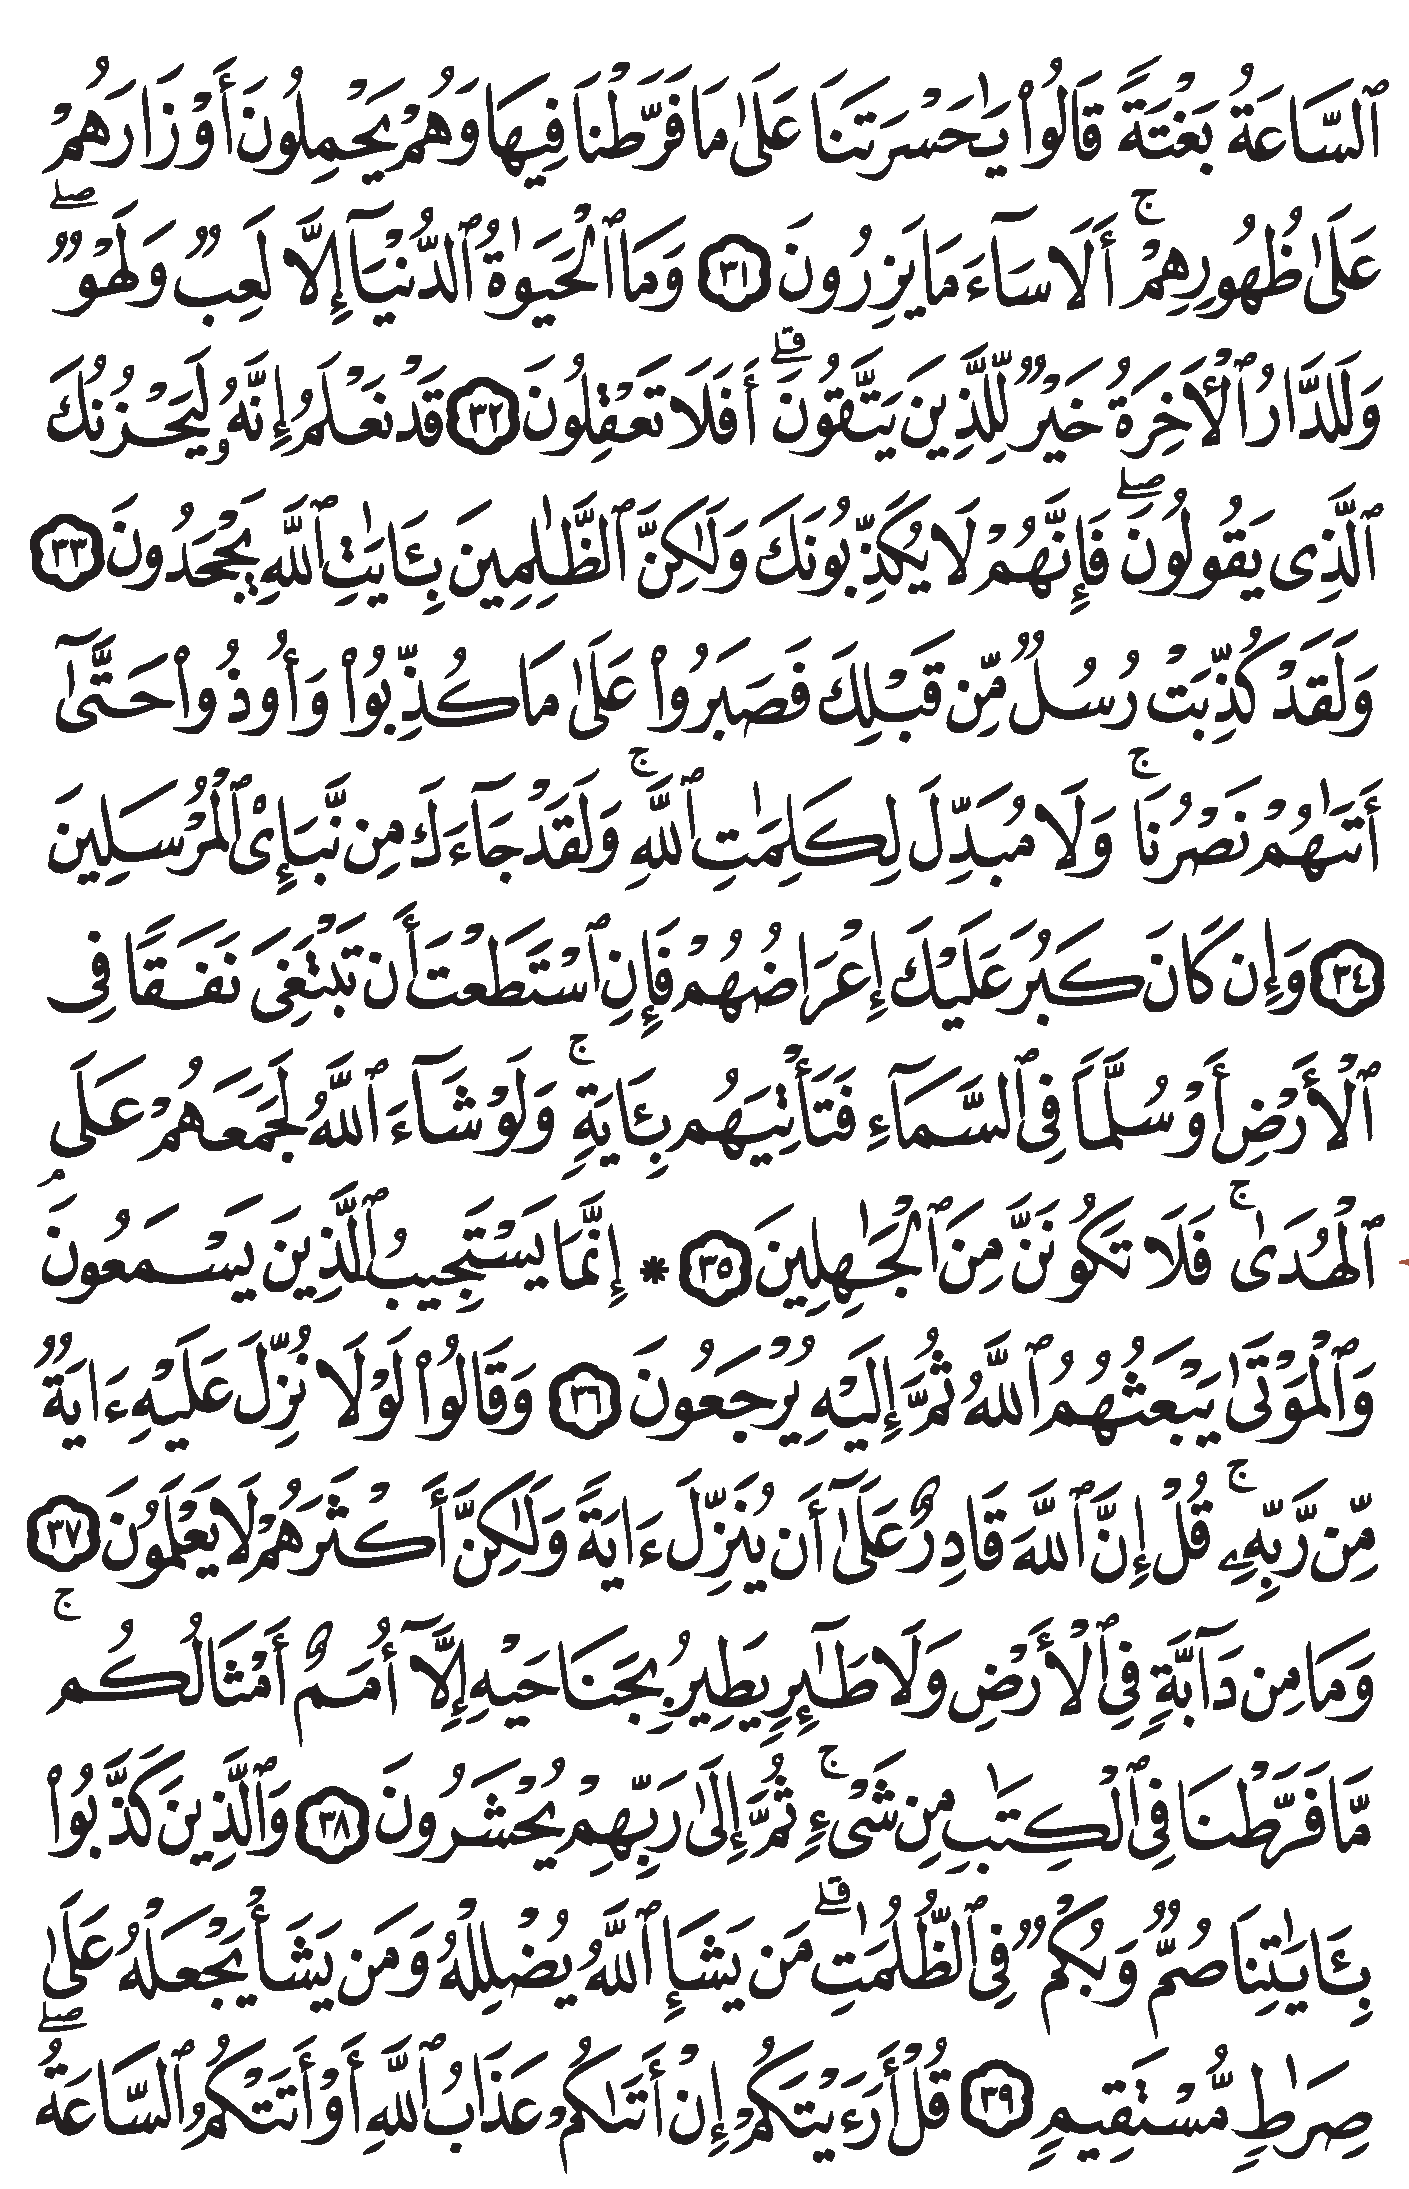 ٱلسَّاعَةُ بَغْتَةً قَالُوا۟ يَـٰحَسْرَتَنَا عَلَىٰ مَا فَرَّطْنَا فِيهَا وَهُمْ يَحْمِلُونَ أَوْزَارَهُمْ
عَلَىٰ ظُهُورِهِمْ ۚ أَلَا سَآءَ مَا يَزِرُونَ ٣١ وَمَا ٱلْحَيَوٰةُ ٱلدُّنْيَآ إِلَّا لَعِبٌ وَلَهْوٌ ۖ
وَلَلدَّارُ ٱلْـَٔاخِرَةُ خَيْرٌ لِّلَّذِينَ يَتَّقُونَ ۗ أَفَلَا تَعْقِلُونَ ٣٢ قَدْ نَعْلَمُ إِنَّهُۥ لَيَحْزُنُكَ
ٱلَّذِى يَقُولُونَ ۖ فَإِنَّهُمْ لَا يُكَذِّبُونَكَ وَلَـٰكِنَّ ٱلظَّـٰلِمِينَ بِـَٔايَـٰتِ ٱللَّهِ يَجْحَدُونَ ٣٣
وَلَقَدْ كُذِّبَتْ رُسُلٌ مِّن قَبْلِكَ فَصَبَرُوا۟ عَلَىٰ مَا كُذِّبُوا۟ وَأُوذُوا۟ حَتَّىٰٓ
أَتَىٰهُمْ نَصْرُنَا ۚ وَلَا مُبَدِّلَ لِكَلِمَـٰتِ ٱللَّهِ ۚ وَلَقَدْ جَآءَكَ مِن نَّبَإِى۟ ٱلْمُرْسَلِينَ
٣٤ وَإِن كَانَ كَبُرَ عَلَيْكَ إِعْرَاضُهُمْ فَإِنِ ٱسْتَطَعْتَ أَن تَبْتَغِىَ نَفَقًا فِى
ٱلْأَرْضِ أَوْ سُلَّمًا فِى ٱلسَّمَآءِ فَتَأْتِيَهُم بِـَٔايَةٍ ۚ وَلَوْ شَآءَ ٱللَّهُ لَجَمَعَهُمْ عَلَى
ٱلْهُدَىٰ ۚ فَلَا تَكُونَنَّ مِنَ ٱلْجَـٰهِلِينَ ٣٥ * إِنَّمَا يَسْتَجِيبُ ٱلَّذِينَ يَسْمَعُونَ ۘ
وَٱلْمَوْتَىٰ يَبْعَثُهُمُ ٱللَّهُ ثُمَّ إِلَيْهِ يُرْجَعُونَ ٣٦ وَقَالُوا۟ لَوْلَا نُزِّلَ عَلَيْهِ ءَايَةٌ
مِّن رَّبِّهِۦ ۚ قُلْ إِنَّ ٱللَّهَ قَادِرٌ عَلَىٰٓ أَن يُنَزِّلَ ءَايَةً وَلَـٰكِنَّ أَكْثَرَهُمْ لَا يَعْلَمُونَ ٣٧
وَمَا مِن دَآبَّةٍ فِى ٱلْأَرْضِ وَلَا طَـٰٓئِرٍ يَطِيرُ بِجَنَاحَيْهِ إِلَّآ أُمَمٌ أَمْثَالُكُم ۚ
مَّا فَرَّطْنَا فِى ٱلْكِتَـٰبِ مِن شَىْءٍ ۚ ثُمَّ إِلَىٰ رَبِّهِمْ يُحْشَرُونَ ٣٨ وَٱلَّذِينَ كَذَّبُوا۟
بِـَٔايَـٰتِنَا صُمٌّ وَبُكْمٌ فِى ٱلظُّلُمَـٰتِ ۗ مَن يَشَإِ ٱللَّهُ يُضْلِلْهُ وَمَن يَشَأْ يَجْعَلْهُ عَلَىٰ
صِرَٰطٍ مُّسْتَقِيمٍ ٣٩ قُلْ أَرَءَيْتَكُمْ إِنْ أَتَىٰكُمْ عَذَابُ ٱللَّهِ أَوْ أَتَتْكُمُ ٱلسَّاعَةُ ۖ